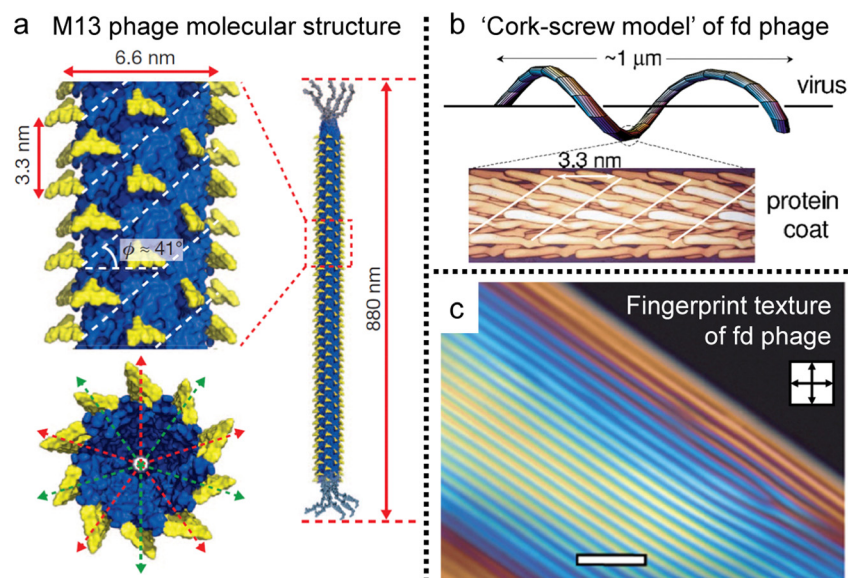 a M13 phage molecular structure
6.6 nm
3.3 nm
ϕ ≈ 41°
880 nm
b ‘Cork-screw model’ of fd phage
~1 μm
virus
3.3 nm
protein
coat
c Fingerprint texture
of fd phage